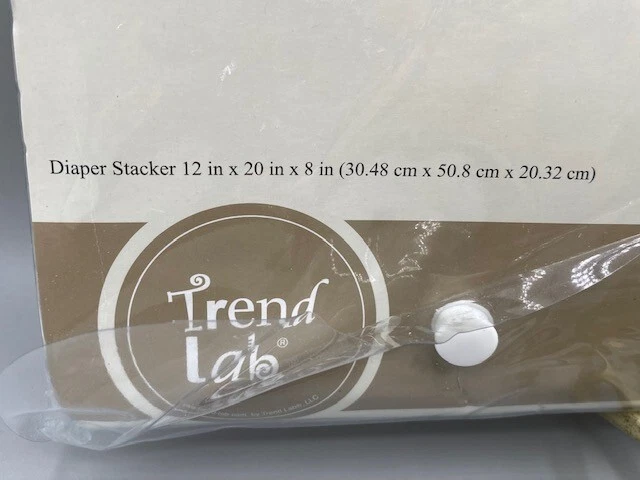 Diaper Stacker 12 in x 20 in x 8 in (30.48 cm x 50.8 cm x 20.32 cm)
Trend
Lab®